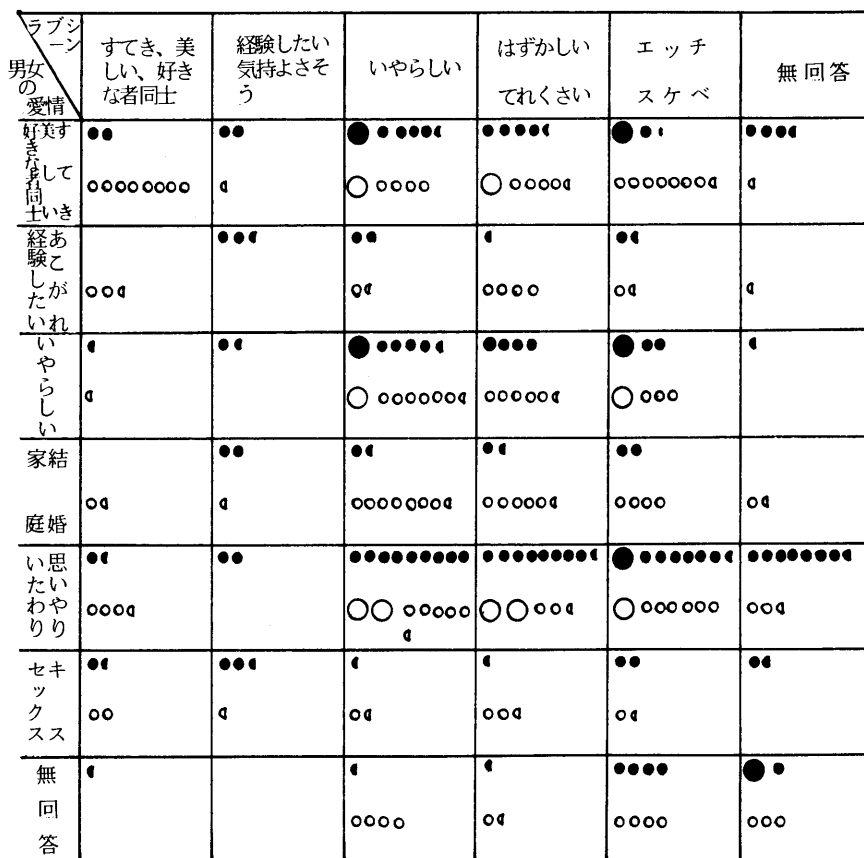 ラブシーン
男女の愛情
すてき、美
しい、好き
な者同士
経験したい
気持よさそ
う
いやらしい
はずかしい
てれくさい
エッチ
スケベ
無回答
すてき
美しい
好きな者同士
あこがれ
経験したい
いやらしい
結婚
家庭
思いやり
いたわり
キス
セックス
無回答